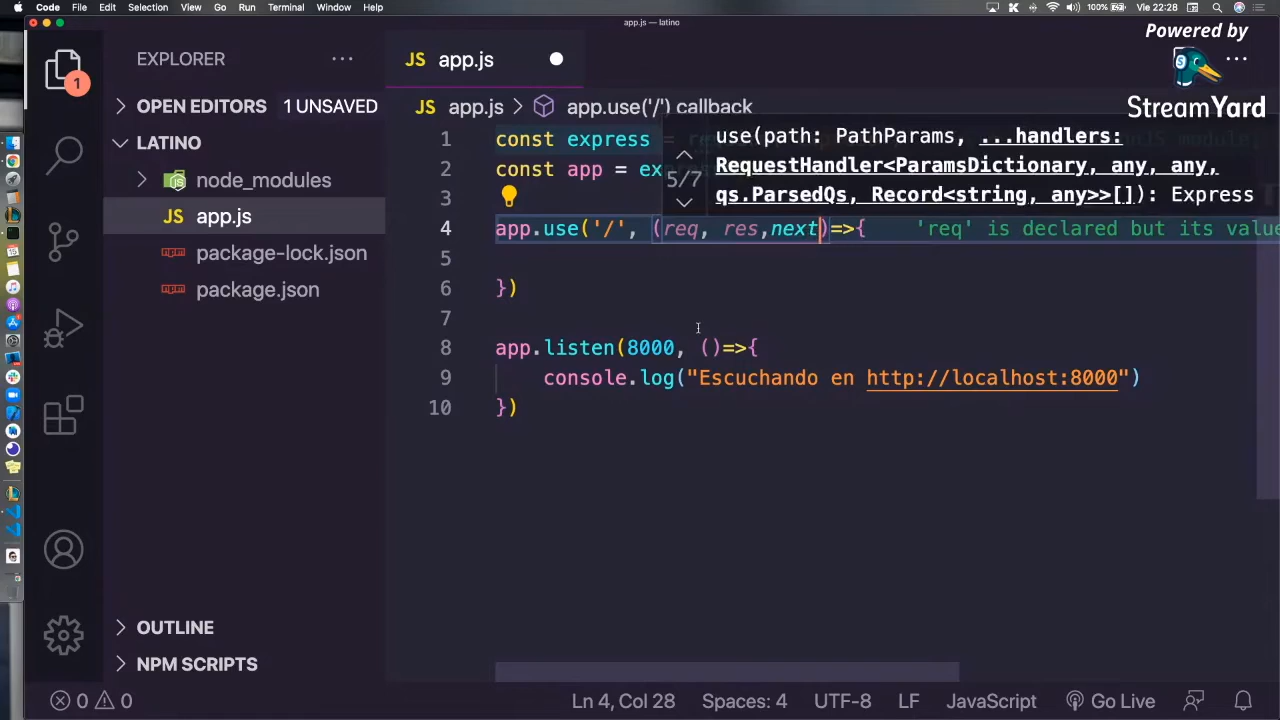 Code File Edit Selection View Go Run Terminal Window Help
100% Vie 22:28
app.js — latino
Powered by
StreamYard
EXPLORER
OPEN EDITORS 1 UNSAVED
LATINO
node_modules
JS app.js
package-lock.json
package.json
OUTLINE
NPM SCRIPTS
1
JS app.js
JS app.js > app.use('/') callback
5/7
use(path: PathParams, ...handlers:
RequestHandler<ParamsDictionary, any, any,
qs.ParsedQs, Record<string, any>>[]): Express
1 const express = module;
2 const app =
3
4 app.use('/', (req, res,next)=>{ 'req' is declared but its value
5
6 })
7
8 app.listen(8000, ()=>{
9 console.log("Escuchando en http://localhost:8000")
10 })
0 0
Ln 4, Col 28 Spaces: 4 UTF-8 LF JavaScript Go Live